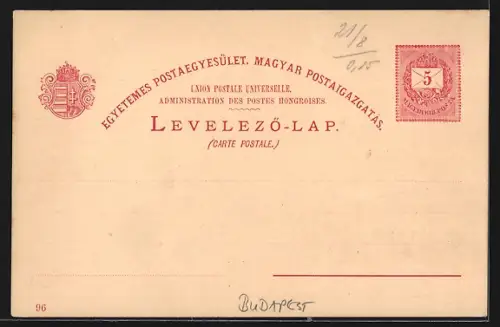 21/8
0,15
EGYETEMES POSTAEGYESÜLET. MAGYAR POSTAIGAZGATÁS.
UNION POSTALE UNIVERSELLE.
ADMINISTRATION DES POSTES HONGROISES.
LEVELEZŐ-LAP.
(CARTE POSTALE.)
5
96
BUDAPEST